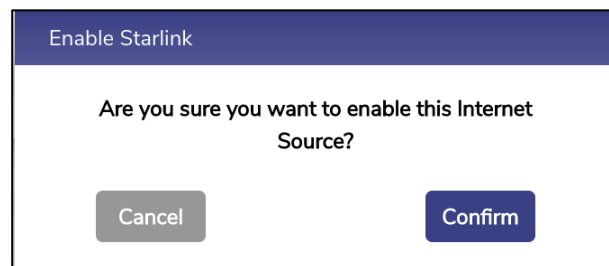 Enable Starlink
Are you sure you want to enable this Internet
Source?
Cancel
Confirm